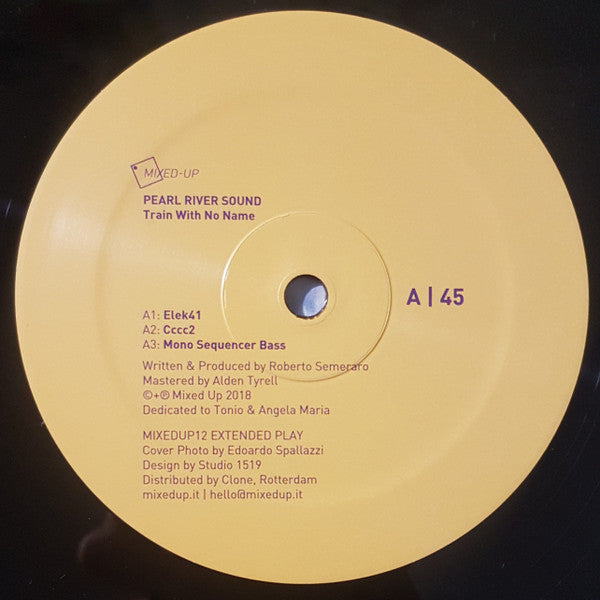 MIXED-UP
PEARL RIVER SOUND
Train With No Name
A | 45
A1: Elek41
A2: Cccc2
A3: Mono Sequencer Bass
Written & Produced by Roberto Semeraro
Mastered by Alden Tyrell
©+℗ Mixed Up 2018
Dedicated to Tonio & Angela Maria
MIXEDUP12 EXTENDED PLAY
Cover Photo by Edoardo Spallazzi
Design by Studio 1519
Distributed by Clone, Rotterdam
mixedup.it | hello@mixedup.it